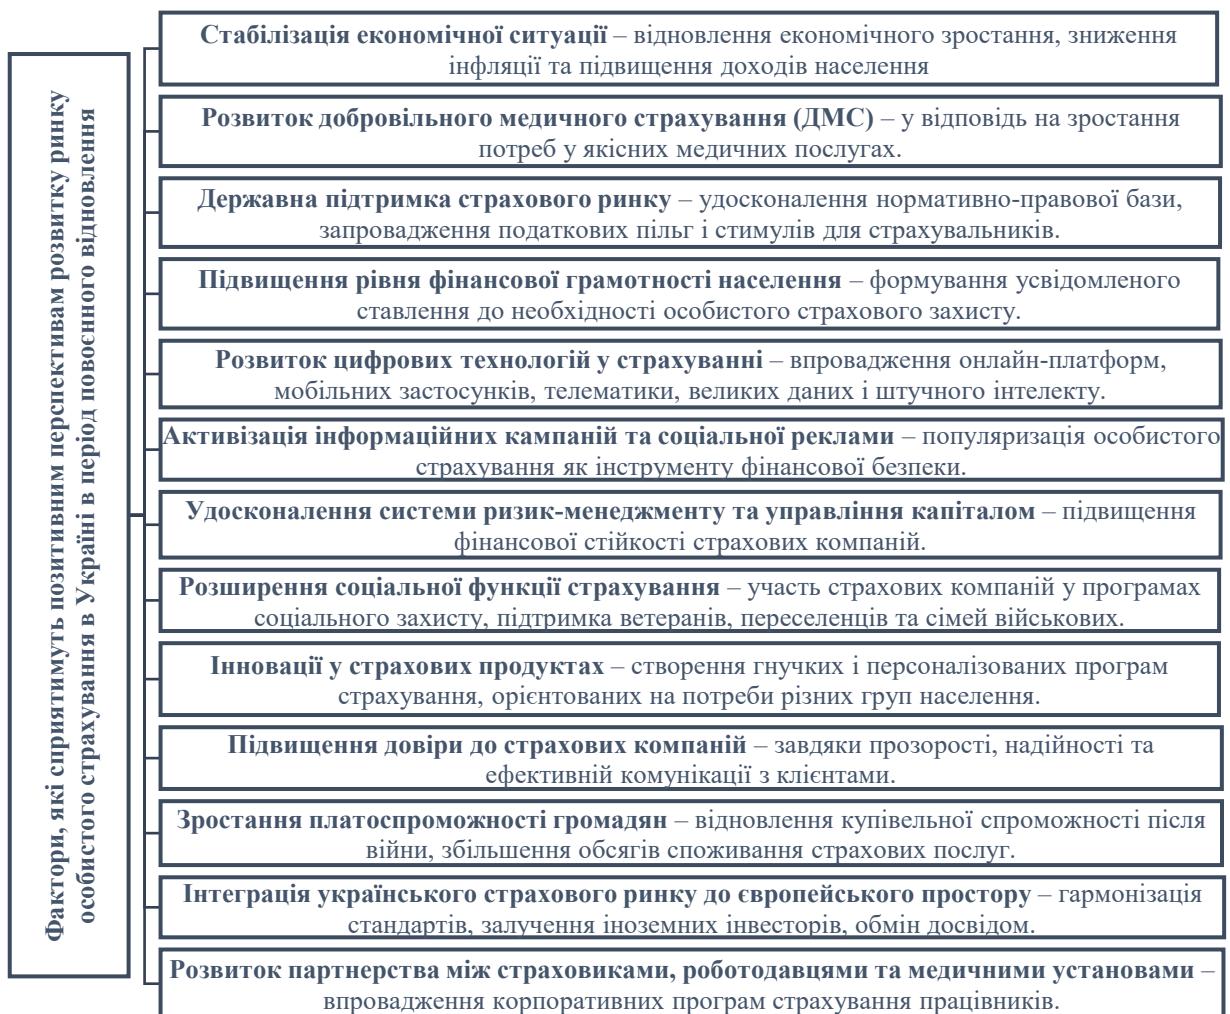 Фактори, які сприятимуть позитивним перспективам розвитку ринку
особистого страхування в Україні в період повоєнного відновлення
Стабілізація економічної ситуації – відновлення економічного зростання, зниження
інфляції та підвищення доходів населення
Розвиток добровільного медичного страхування (ДМС) – у відповідь на зростання
потреб у якісних медичних послугах.
Державна підтримка страхового ринку – удосконалення нормативно-правової бази,
запровадження податкових пільг і стимулів для страхувальників.
Підвищення рівня фінансової грамотності населення – формування усвідомленого
ставлення до необхідності особистого страхового захисту.
Розвиток цифрових технологій у страхуванні – впровадження онлайн-платформ,
мобільних застосунків, телематики, великих даних і штучного інтелекту.
Активізація інформаційних кампаній та соціальної реклами – популяризація особистого
страхування як інструменту фінансової безпеки.
Удосконалення системи ризик-менеджменту та управління капіталом – підвищення
фінансової стійкості страхових компаній.
Розширення соціальної функції страхування – участь страхових компаній у програмах
соціального захисту, підтримка ветеранів, переселенців та сімей військових.
Інновації у страхових продуктах – створення гнучких і персоналізованих програм
страхування, орієнтованих на потреби різних груп населення.
Підвищення довіри до страхових компаній – завдяки прозорості, надійності та
ефективній комунікації з клієнтами.
Зростання платоспроможності громадян – відновлення купівельної спроможності після
війни, збільшення обсягів споживання страхових послуг.
Інтеграція українського страхового ринку до європейського простору – гармонізація
стандартів, залучення іноземних інвесторів, обмін досвідом.
Розвиток партнерства між страховиками, роботодавцями та медичними установами –
впровадження корпоративних програм страхування працівників.